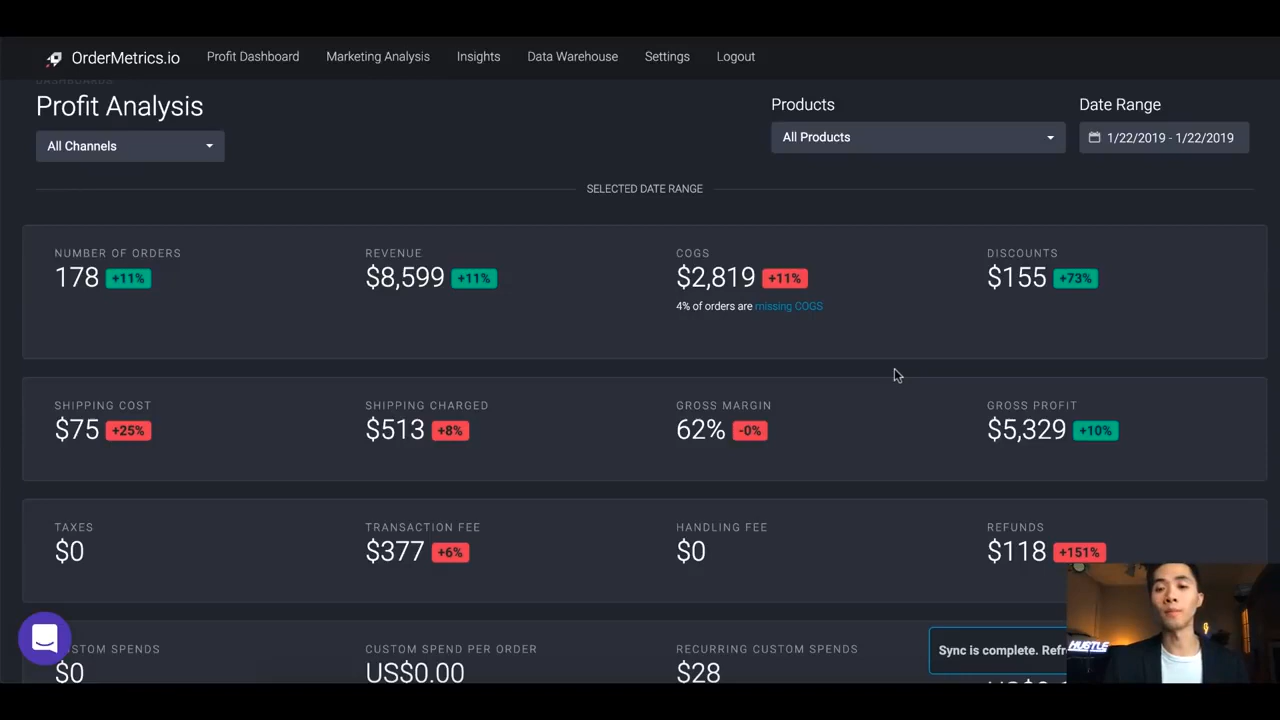 OrderMetrics.io Profit Dashboard Marketing Analysis Insights Data Warehouse Settings Logout
DASHBOARDS
Profit Analysis
Products
Date Range
All Channels
All Products
1/22/2019 - 1/22/2019
SELECTED DATE RANGE
NUMBER OF ORDERS
178 +11%
REVENUE
$8,599 +11%
COGS
$2,819 +11%
4% of orders are missing COGS
DISCOUNTS
$155 +73%
SHIPPING COST
$75 +25%
SHIPPING CHARGED
$513 +8%
GROSS MARGIN
62% -0%
GROSS PROFIT
$5,329 +10%
TAXES
$0
TRANSACTION FEE
$377 +6%
HANDLING FEE
$0
REFUNDS
$118 +151%
STOM SPENDS
$0
CUSTOM SPEND PER ORDER
US$0.00
RECURRING CUSTOM SPENDS
$28
Sync is complete. Refr
HUSTLE